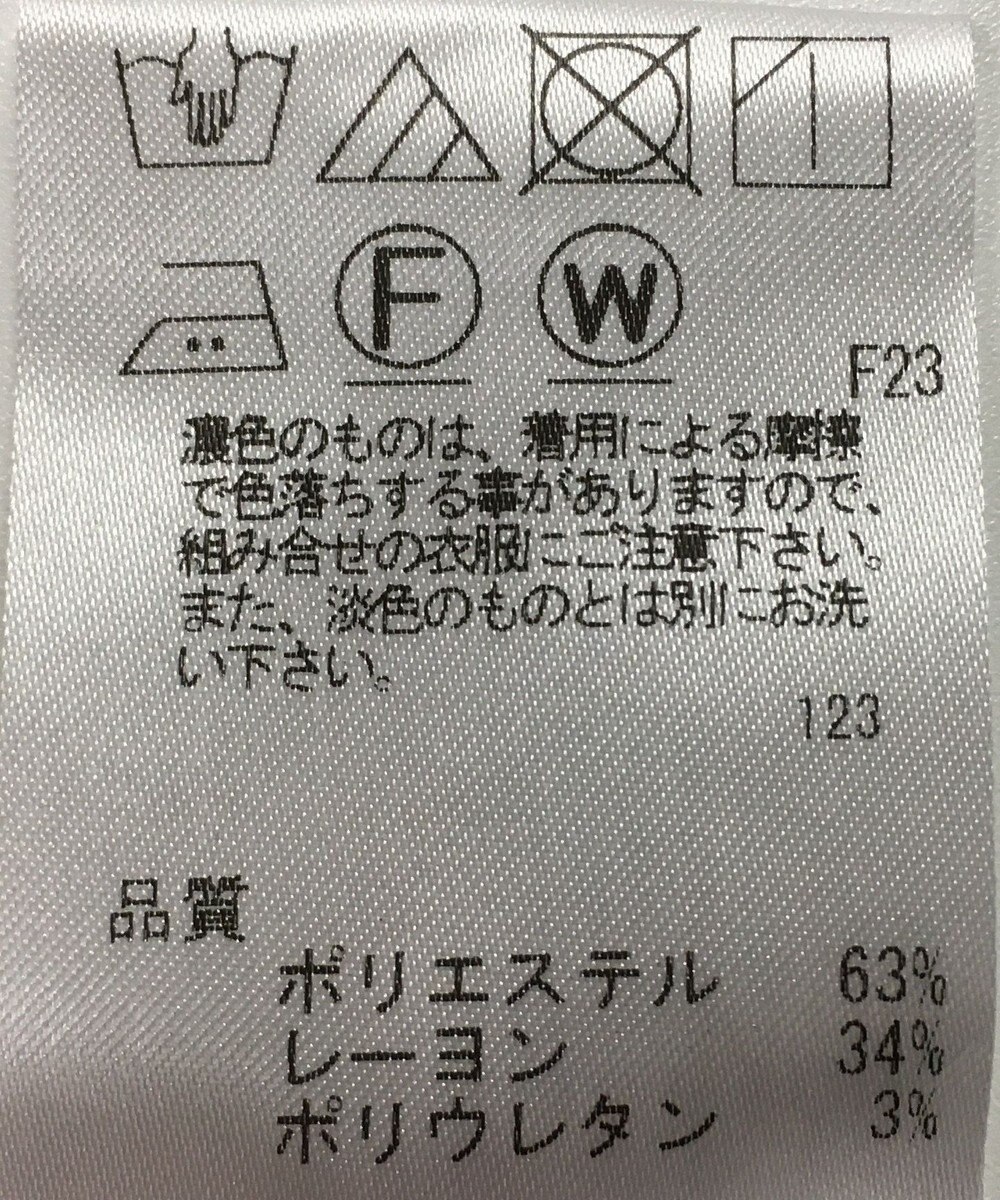 F W
F23
濃色のものは、着用による摩擦
で色落ちする事がありますので、
組み合せの衣服にご注意下さい。
また、淡色のものとは別にお洗
い下さい。
123
品質
ポリエステル 63%
レーヨン 34%
ポリウレタン 3%